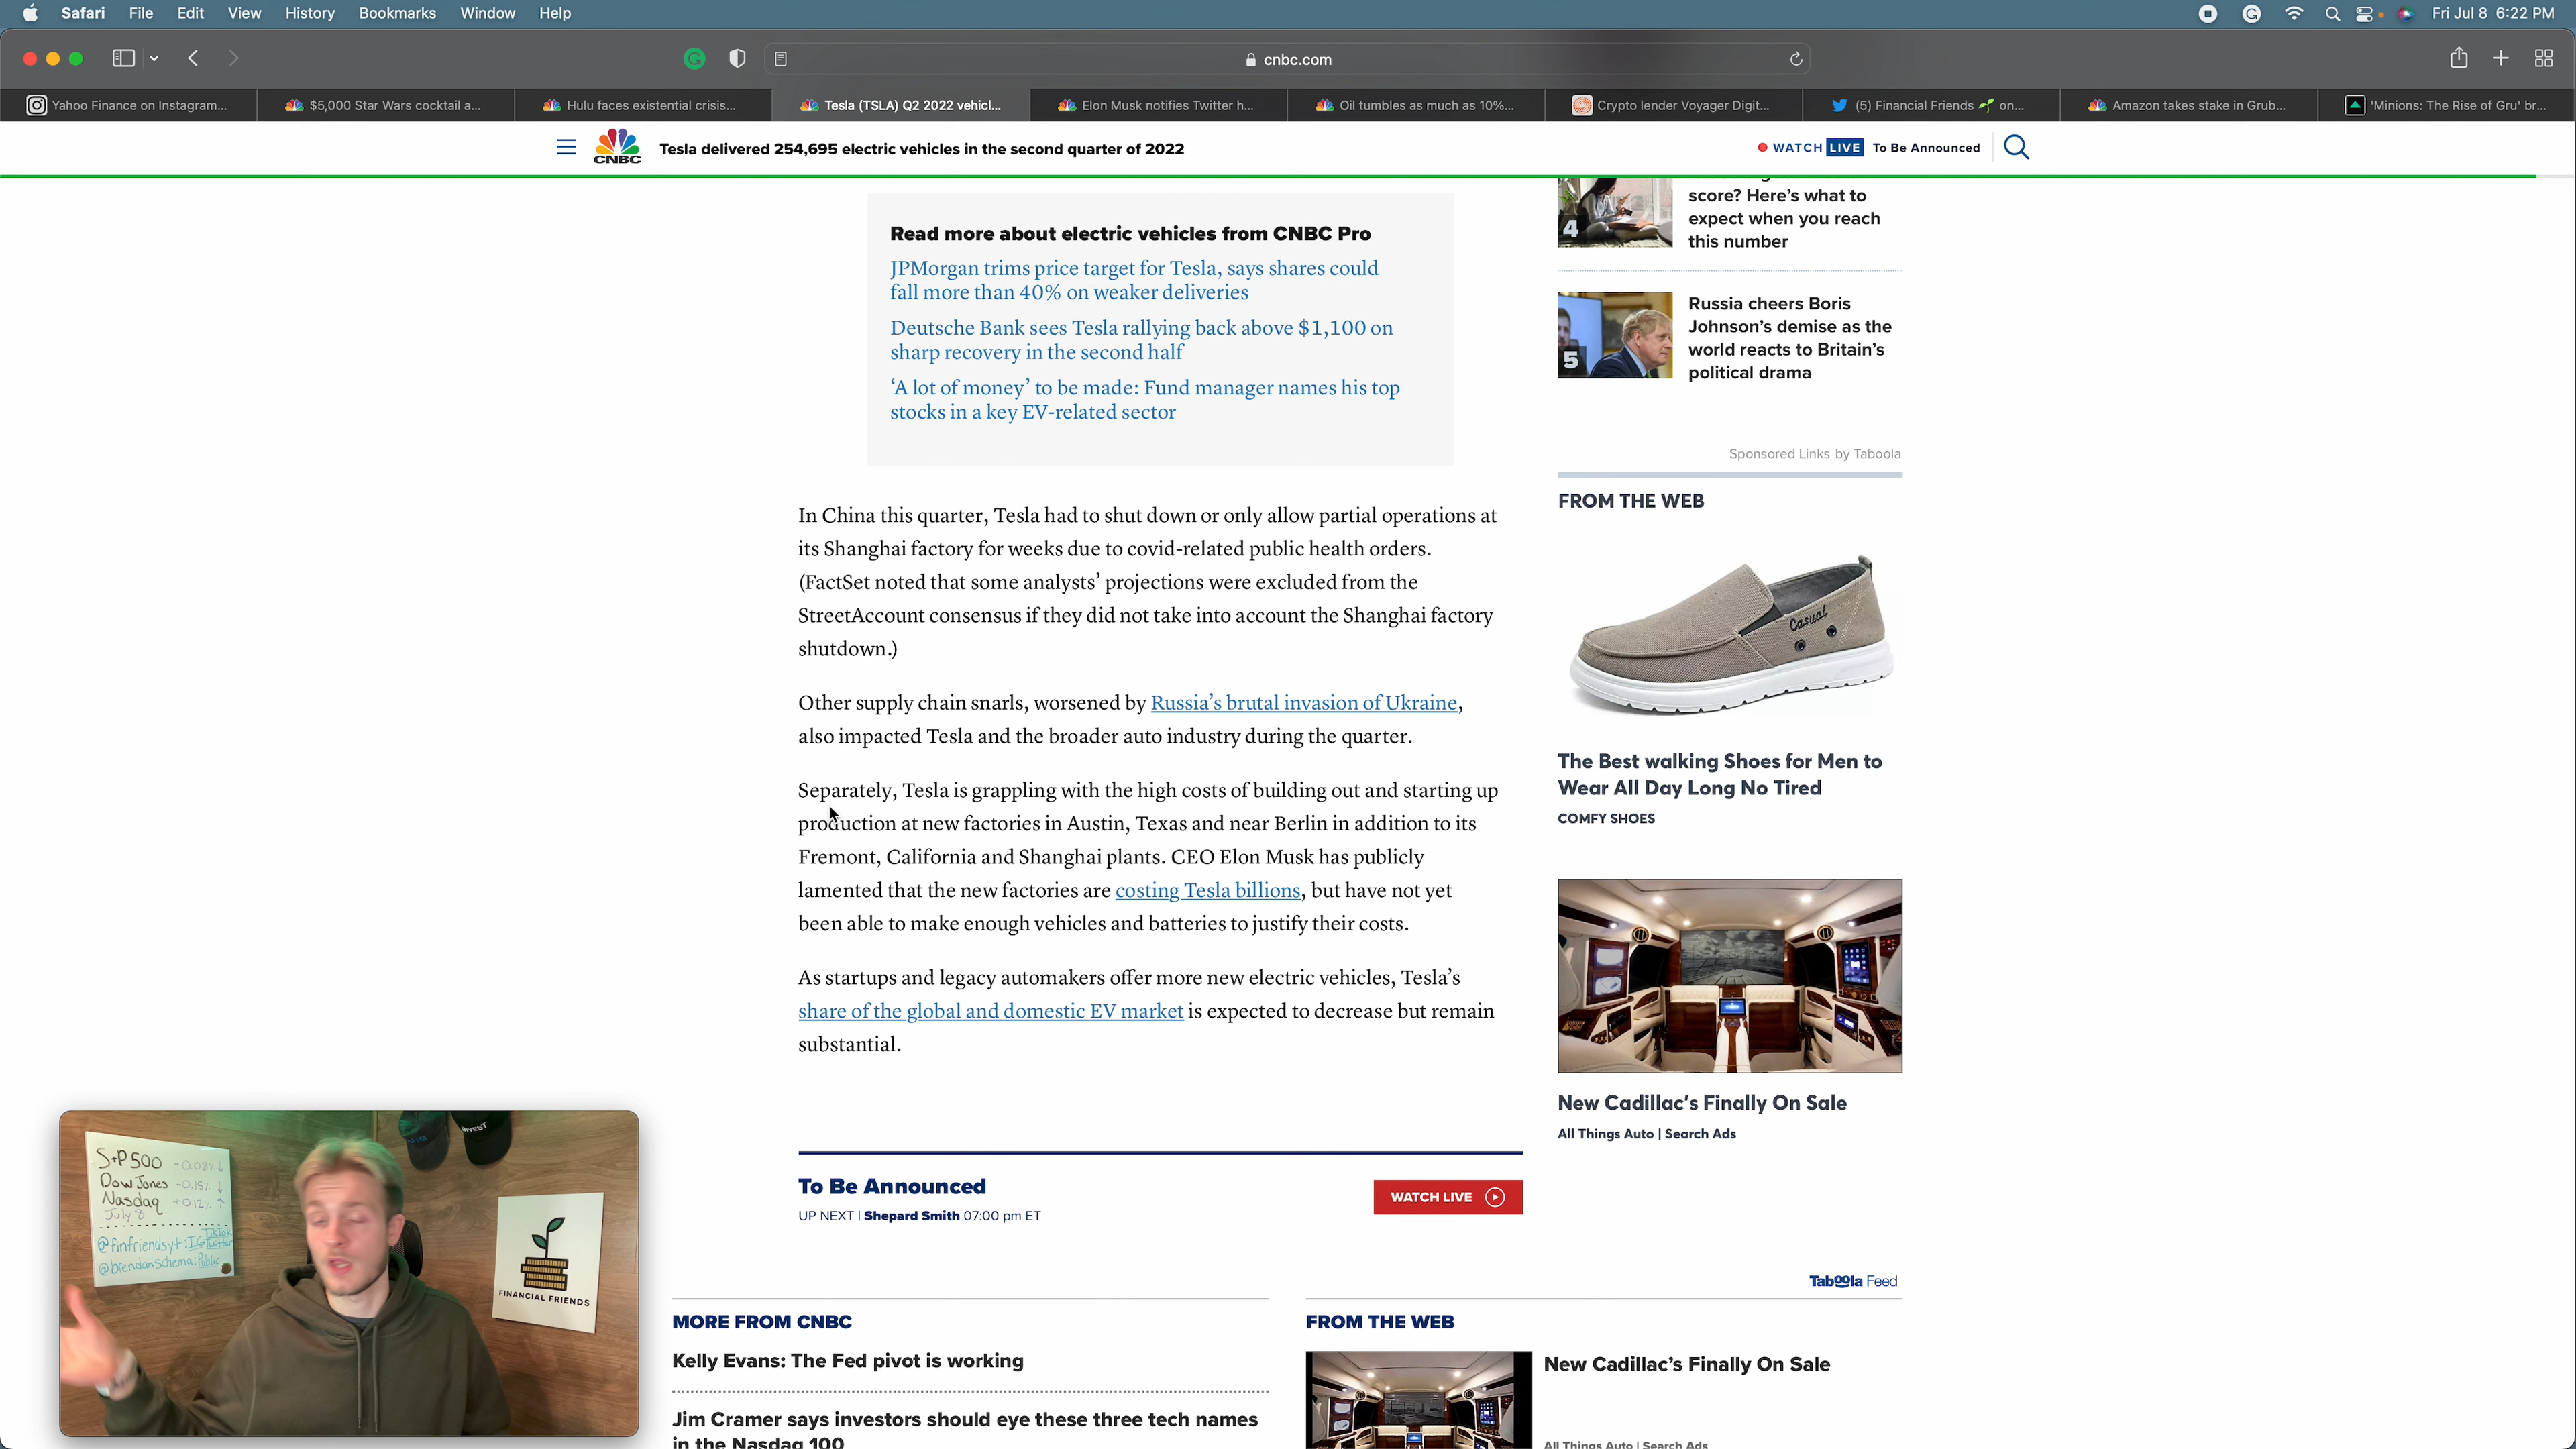 Safari File Edit View History Bookmarks Window Help
Fri Jul 8 6:22 PM
cnbc.com
Yahoo Finance on Instagram...
$5,000 Star Wars cocktail a...
Hulu faces existential crisis...
Tesla (TSLA) Q2 2022 vehicl...
Elon Musk notifies Twitter h...
Oil tumbles as much as 10%...
Crypto lender Voyager Digit...
(5) Financial Friends 🌱 on...
Amazon takes stake in Grub...
'Minions: The Rise of Gru' br...
CNBC
Tesla delivered 254,695 electric vehicles in the second quarter of 2022
WATCH LIVE To Be Announced
Read more about electric vehicles from CNBC Pro
JPMorgan trims price target for Tesla, says shares could
fall more than 40% on weaker deliveries
Deutsche Bank sees Tesla rallying back above $1,100 on
sharp recovery in the second half
‘A lot of money’ to be made: Fund manager names his top
stocks in a key EV-related sector
In China this quarter, Tesla had to shut down or only allow partial operations at
its Shanghai factory for weeks due to covid-related public health orders.
(FactSet noted that some analysts’ projections were excluded from the
StreetAccount consensus if they did not take into account the Shanghai factory
shutdown.)
Other supply chain snarls, worsened by Russia’s brutal invasion of Ukraine,
also impacted Tesla and the broader auto industry during the quarter.
Separately, Tesla is grappling with the high costs of building out and starting up
production at new factories in Austin, Texas and near Berlin in addition to its
Fremont, California and Shanghai plants. CEO Elon Musk has publicly
lamented that the new factories are costing Tesla billions, but have not yet
been able to make enough vehicles and batteries to justify their costs.
As startups and legacy automakers offer more new electric vehicles, Tesla’s
share of the global and domestic EV market is expected to decrease but remain
substantial.
To Be Announced
UP NEXT | Shepard Smith 07:00 pm ET
WATCH LIVE
4
score? Here’s what to
expect when you reach
this number
5
Russia cheers Boris
Johnson’s demise as the
world reacts to Britain’s
political drama
Sponsored Links by Taboola
FROM THE WEB
Casual
The Best walking Shoes for Men to
Wear All Day Long No Tired
COMFY SHOES
New Cadillac’s Finally On Sale
All Things Auto | Search Ads
Taboola Feed
MORE FROM CNBC
Kelly Evans: The Fed pivot is working
Jim Cramer says investors should eye these three tech names
in the Nasdaq 100
FROM THE WEB
New Cadillac’s Finally On Sale
All Things Auto | Search Ads
S+P 500 -0.08% ↓
Dow Jones -0.15% ↓
Nasdaq +0.12% ↑
July 8
TikTok
@finfriendsyt: IG Twitter
@brendanschema: Public
FINANCIAL FRIENDS